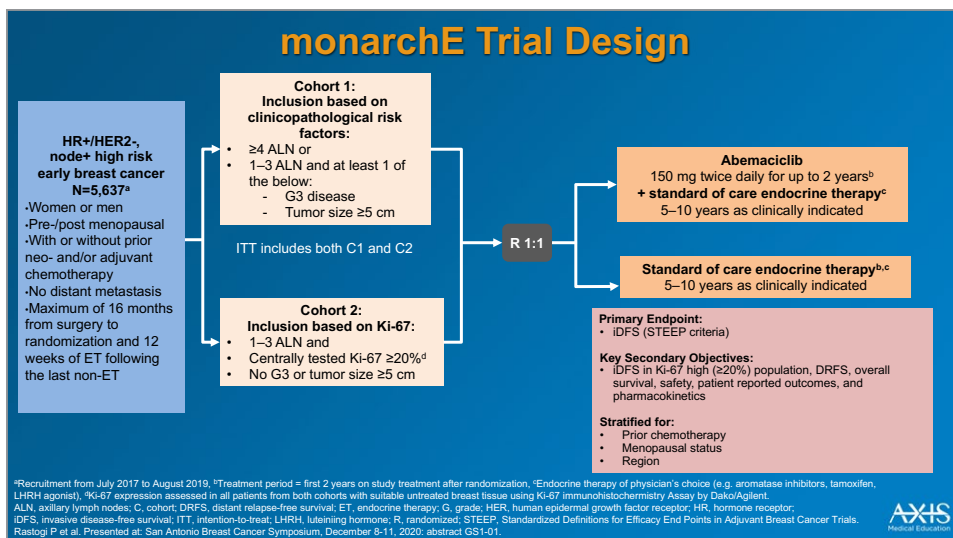 monarchE Trial Design
HR+/HER2-,
node+ high risk
early breast cancer
N=5,637ᵃ
•Women or men
•Pre-/post menopausal
•With or without prior
neo- and/or adjuvant
chemotherapy
•No distant metastasis
•Maximum of 16 months
from surgery to
randomization and 12
weeks of ET following
the last non-ET
Cohort 1:
Inclusion based on
clinicopathological risk
factors:
• ≥4 ALN or
• 1–3 ALN and at least 1 of
the below:
- G3 disease
- Tumor size ≥5 cm
ITT includes both C1 and C2
Cohort 2:
Inclusion based on Ki-67:
• 1–3 ALN and
• Centrally tested Ki-67 ≥20%ᵈ
• No G3 or tumor size ≥5 cm
R 1:1
Abemaciclib
150 mg twice daily for up to 2 yearsᵇ
+ standard of care endocrine therapyᶜ
5–10 years as clinically indicated
Standard of care endocrine therapyᵇ,ᶜ
5–10 years as clinically indicated
Primary Endpoint:
• iDFS (STEEP criteria)
Key Secondary Objectives:
• iDFS in Ki-67 high (≥20%) population, DRFS, overall
survival, safety, patient reported outcomes, and
pharmacokinetics
Stratified for:
• Prior chemotherapy
• Menopausal status
• Region
ᵃRecruitment from July 2017 to August 2019, ᵇTreatment period = first 2 years on study treatment after randomization, ᶜEndocrine therapy of physician's choice (e.g. aromatase inhibitors, tamoxifen,
LHRH agonist), ᵈKi-67 expression assessed in all patients from both cohorts with suitable untreated breast tissue using Ki-67 immunohistochermistry Assay by Dako/Agilent.
ALN, axillary lymph nodes; C, cohort; DRFS, distant relapse-free survival; ET, endocrine therapy; G, grade; HER, human epidermal growth factor receptor; HR, hormone receptor;
iDFS, invasive disease-free survival; ITT, intention-to-treat; LHRH, luteiniing hormone; R, randomized; STEEP, Standardized Definitions for Efficacy End Points in Adjuvant Breast Cancer Trials.
Rastogi P et al. Presented at: San Antonio Breast Cancer Symposium, December 8-11, 2020: abstract GS1-01.
AXIS
Medical Education